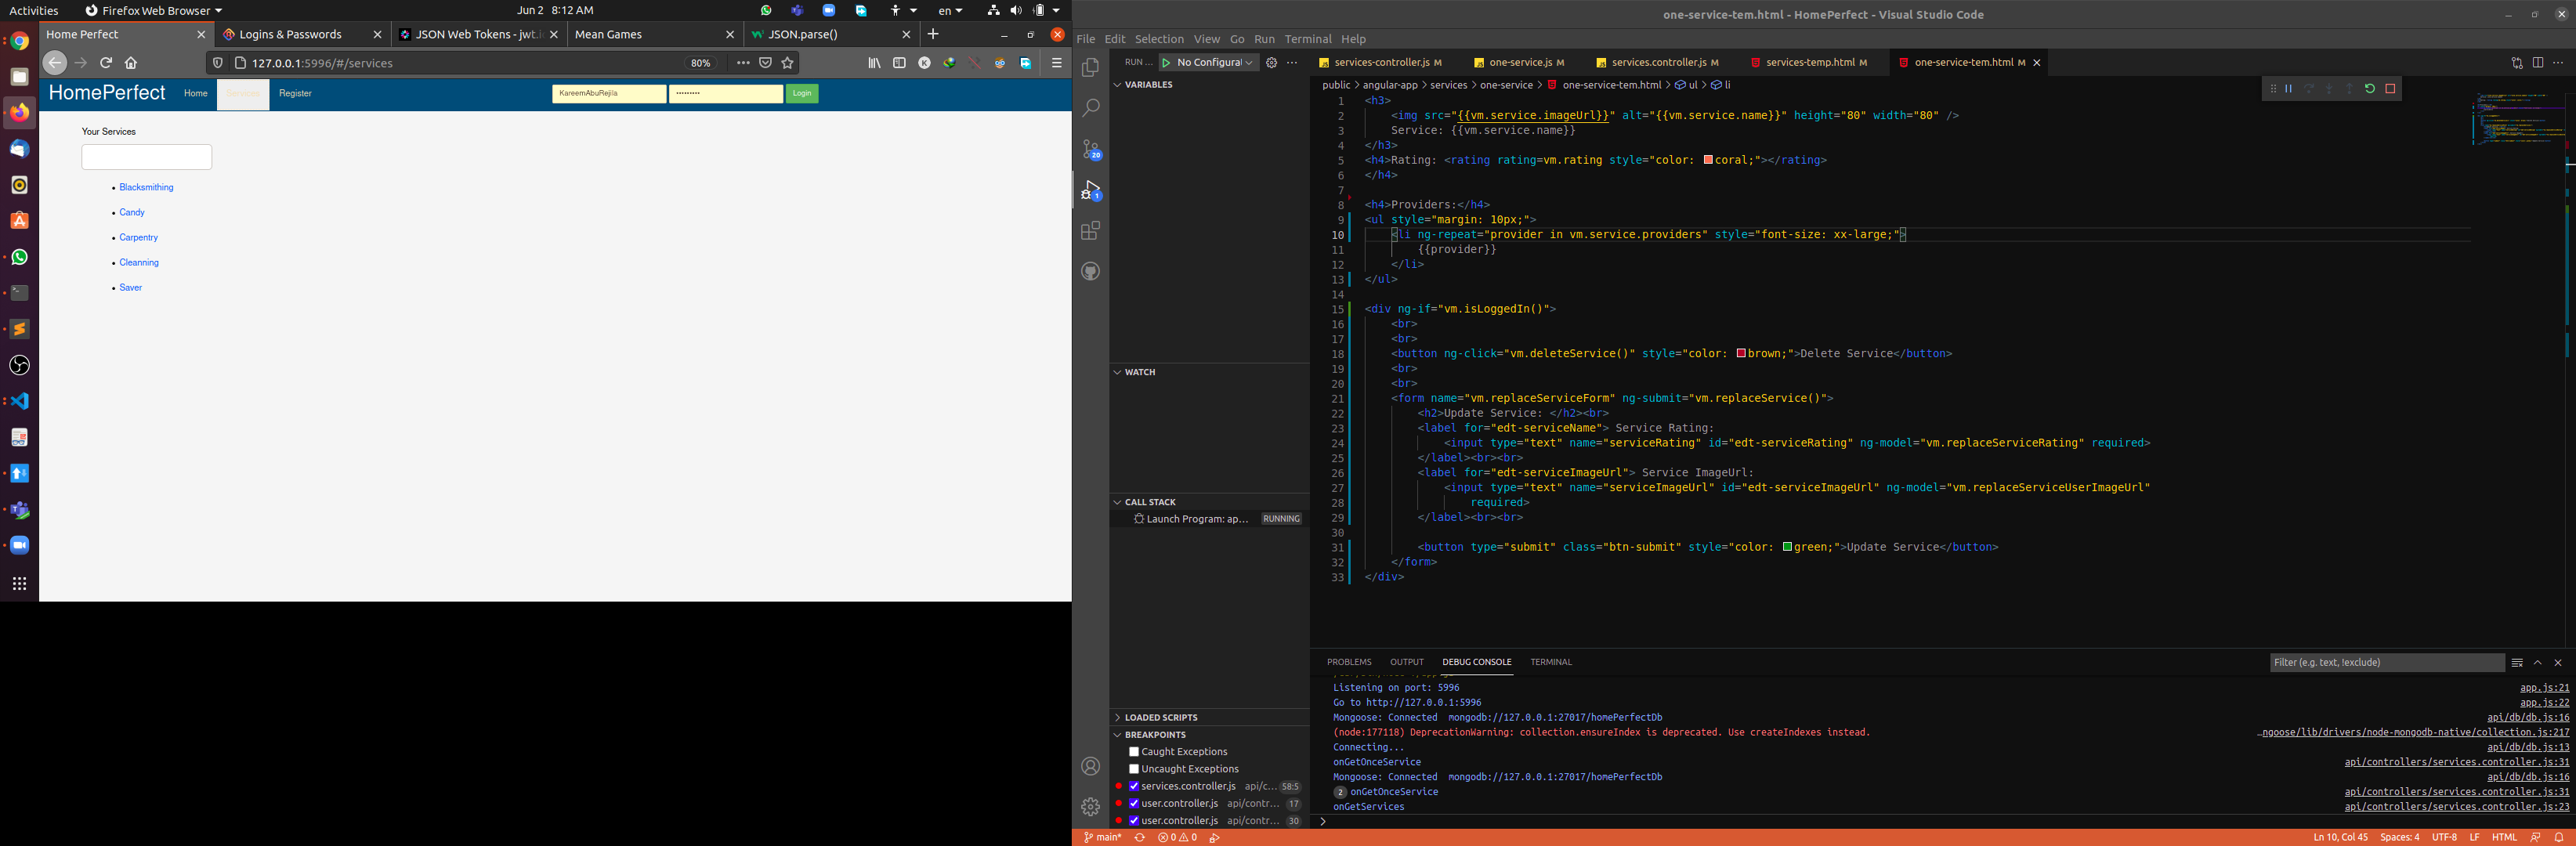 Activities
Firefox Web Browser
Jun 2 8:12 AM
en
Home Perfect
Logins & Passwords
JSON Web Tokens - jwt.i
Mean Games
JSON.parse()
127.0.0.1:5996/#/services
80%
HomePerfect
Home
Services
Register
KareemAbuRejila
•••••••••
Login
Your Services
• Blacksmithing
• Candy
• Carpentry
• Cleanning
• Saver
one-service-tem.html - HomePerfect - Visual Studio Code
File Edit Selection View Go Run Terminal Help
RUN ...
No Configurat
services-controller.js M
one-service.js M
services.controller.js M
services-temp.html M
one-service-tem.html M
public > angular-app > services > one-service > one-service-tem.html > ul > li
VARIABLES
WATCH
CALL STACK
Launch Program: ap...
RUNNING
LOADED SCRIPTS
BREAKPOINTS
Caught Exceptions
Uncaught Exceptions
services.controller.js api/c... 58:5
user.controller.js api/contr... 17
user.controller.js api/contr... 30
20
1
1 <h3>
2 <img src="{{vm.service.imageUrl}}" alt="{{vm.service.name}}" height="80" width="80" />
3 Service: {{vm.service.name}}
4 </h3>
5 <h4>Rating: <rating rating=vm.rating style="color: coral;"></rating>
6 </h4>
7
8 <h4>Providers:</h4>
9 <ul style="margin: 10px;">
10 <li ng-repeat="provider in vm.service.providers" style="font-size: xx-large;">
11 {{provider}}
12 </li>
13 </ul>
14
15 <div ng-if="vm.isLoggedIn()">
16 <br>
17 <br>
18 <button ng-click="vm.deleteService()" style="color: brown;">Delete Service</button>
19 <br>
20 <br>
21 <form name="vm.replaceServiceForm" ng-submit="vm.replaceService()">
22 <h2>Update Service: </h2><br>
23 <label for="edt-serviceName"> Service Rating:
24 <input type="text" name="serviceRating" id="edt-serviceRating" ng-model="vm.replaceServiceRating" required>
25 </label><br><br>
26 <label for="edt-serviceImageUrl"> Service ImageUrl:
27 <input type="text" name="serviceImageUrl" id="edt-serviceImageUrl" ng-model="vm.replaceServiceUserImageUrl"
28 required>
29 </label><br><br>
30
31 <button type="submit" class="btn-submit" style="color: green;">Update Service</button>
32 </form>
33 </div>
PROBLEMS OUTPUT DEBUG CONSOLE TERMINAL
Filter (e.g. text, !exclude)
Listening on port: 5996 app.js:21
Go to http://127.0.0.1:5996 app.js:22
Mongoose: Connected mongodb://127.0.0.1:27017/homePerfectDb api/db/db.js:16
(node:177118) DeprecationWarning: collection.ensureIndex is deprecated. Use createIndexes instead. …ngoose/lib/drivers/node-mongodb-native/collection.js:217
Connecting... api/db/db.js:13
onGetOnceService api/controllers/services.controller.js:31
Mongoose: Connected mongodb://127.0.0.1:27017/homePerfectDb api/db/db.js:16
2 onGetOnceService api/controllers/services.controller.js:31
onGetServices api/controllers/services.controller.js:23
>
main*
0 0
Ln 10, Col 45 Spaces: 4 UTF-8 LF HTML